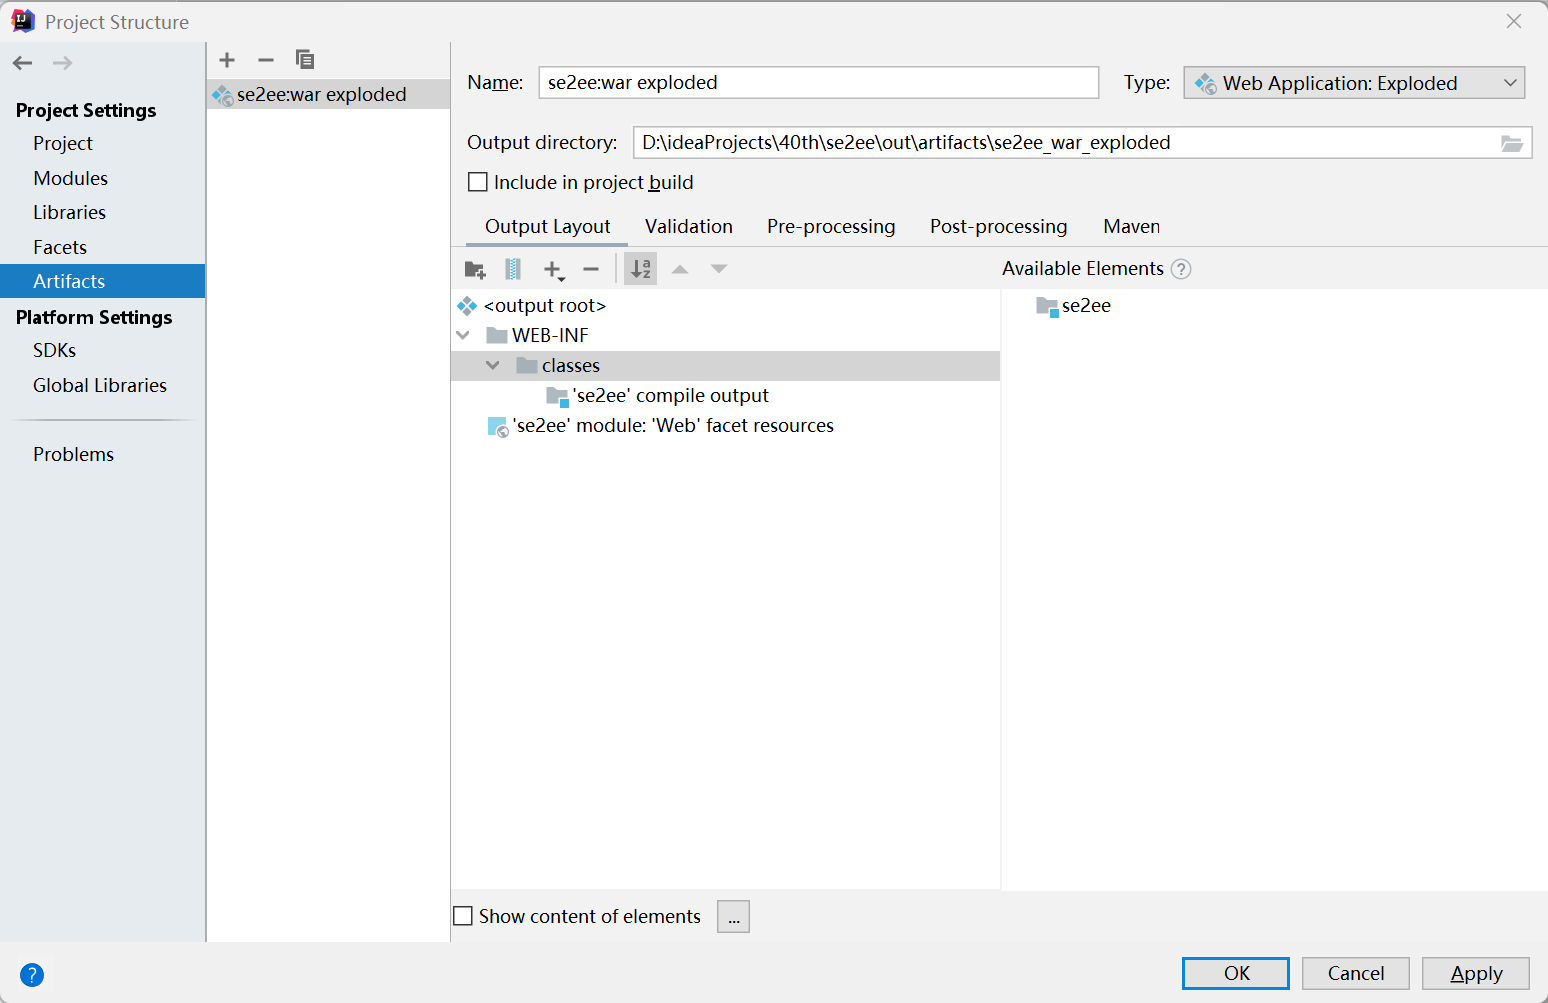 Project Structure
Project Settings
Project
Modules
Libraries
Facets
Artifacts
Platform Settings
SDKs
Global Libraries
Problems
se2ee:war exploded
Name: se2ee:war exploded Type: Web Application: Exploded
Output directory: D:\ideaProjects\40th\se2ee\out\artifacts\se2ee_war_exploded
Include in project build
Output Layout Validation Pre-processing Post-processing Maven
Available Elements ?
<output root>
WEB-INF
classes
'se2ee' compile output
'se2ee' module: 'Web' facet resources
se2ee
Show content of elements ...
? OK Cancel Apply